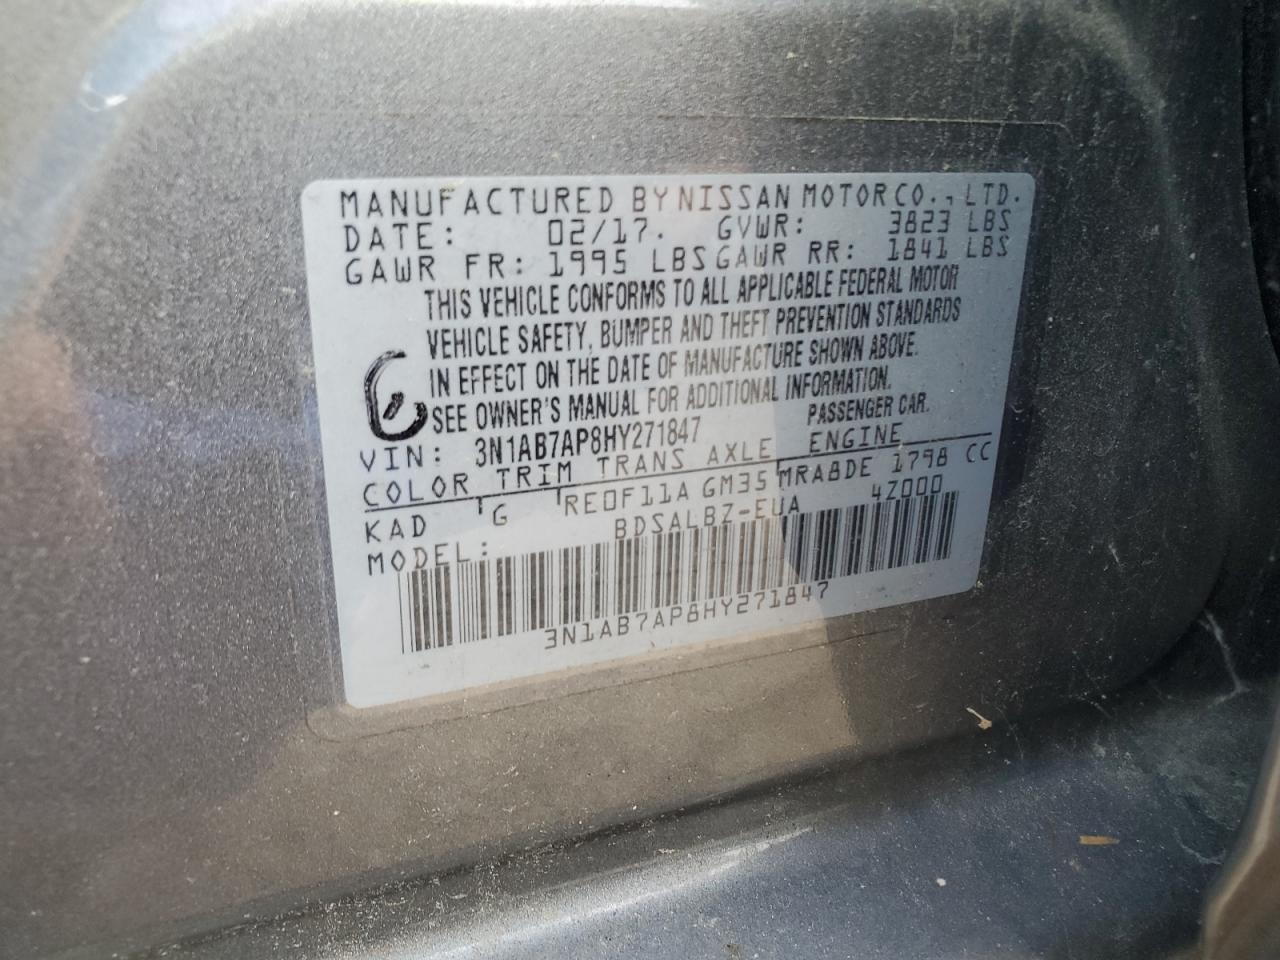 MANUFACTURED BY NISSAN MOTOR CO., LTD.
DATE: 02/17. GVWR: 3823 LBS
GAWR FR: 1995 LBS GAWR RR: 1841 LBS
THIS VEHICLE CONFORMS TO ALL APPLICABLE FEDERAL MOTOR
VEHICLE SAFETY, BUMPER AND THEFT PREVENTION STANDARDS
IN EFFECT ON THE DATE OF MANUFACTURE SHOWN ABOVE.
SEE OWNER'S MANUAL FOR ADDITIONAL INFORMATION.
VIN: 3N1AB7AP8HY271847 PASSENGER CAR.
COLOR TRIM TRANS AXLE ENGINE
KAD G RE0F11A GM35 MRA8DE 1798 CC
MODEL: BDSALBZ-EUA 4Z000
3N1AB7AP8HY271847